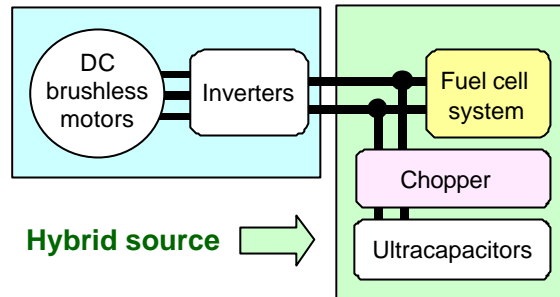 DC
brushless
motors
Inverters
Fuel cell
system
Chopper
Ultracapacitors
Hybrid source